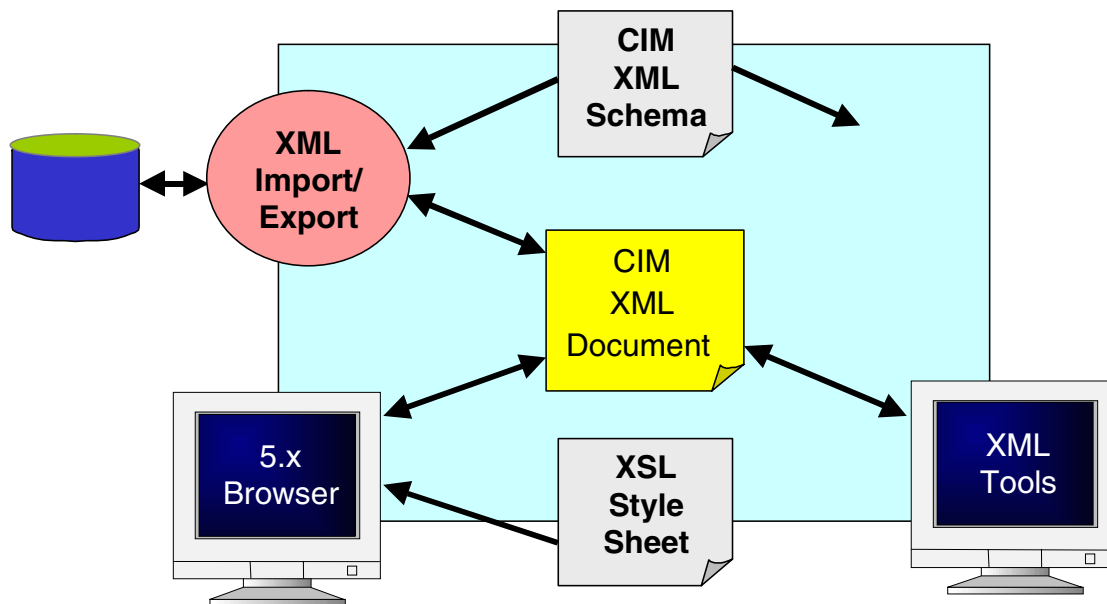 CIM
XML
Schema
XML
Import/
Export
CIM
XML
Document
5.x
Browser
XSL
Style
Sheet
XML
Tools